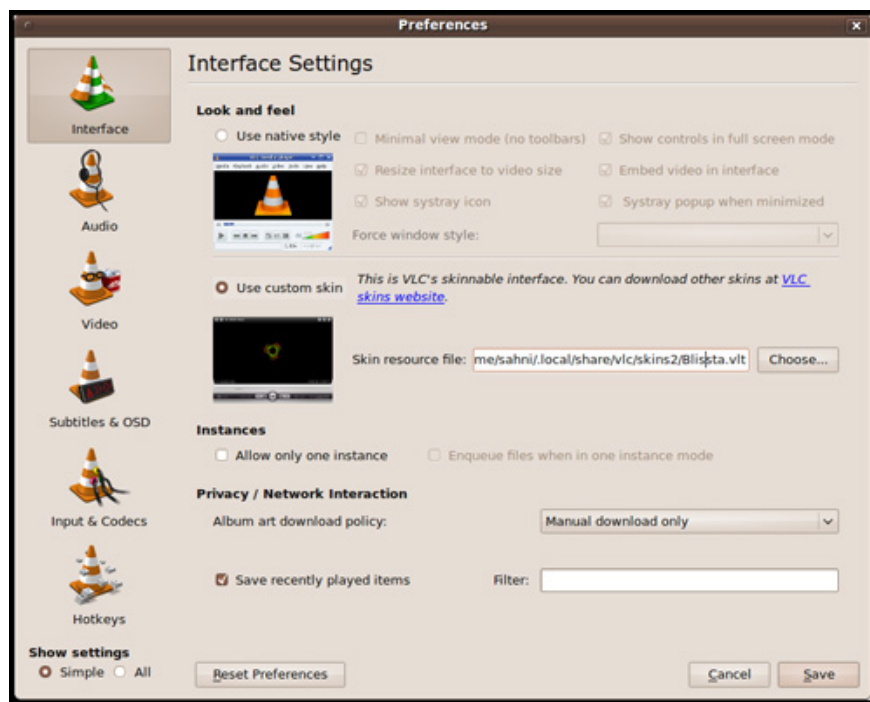 Preferences
Interface
Audio
Video
Subtitles & OSD
Input & Codecs
Hotkeys
Show settings
Simple All
Interface Settings
Look and feel
Use native style
Minimal view mode (no toolbars) Show controls in full screen mode
Resize interface to video size Embed video in interface
Show systray icon Systray popup when minimized
Force window style:
Use custom skin
This is VLC's skinnable interface. You can download other skins at VLC
skins website.
Skin resource file: me/sahni/.local/share/vlc/skins2/Blissta.vlt Choose...
Instances
Allow only one instance Enqueue files when in one instance mode
Privacy / Network Interaction
Album art download policy: Manual download only
Save recently played items Filter:
Reset Preferences Cancel Save